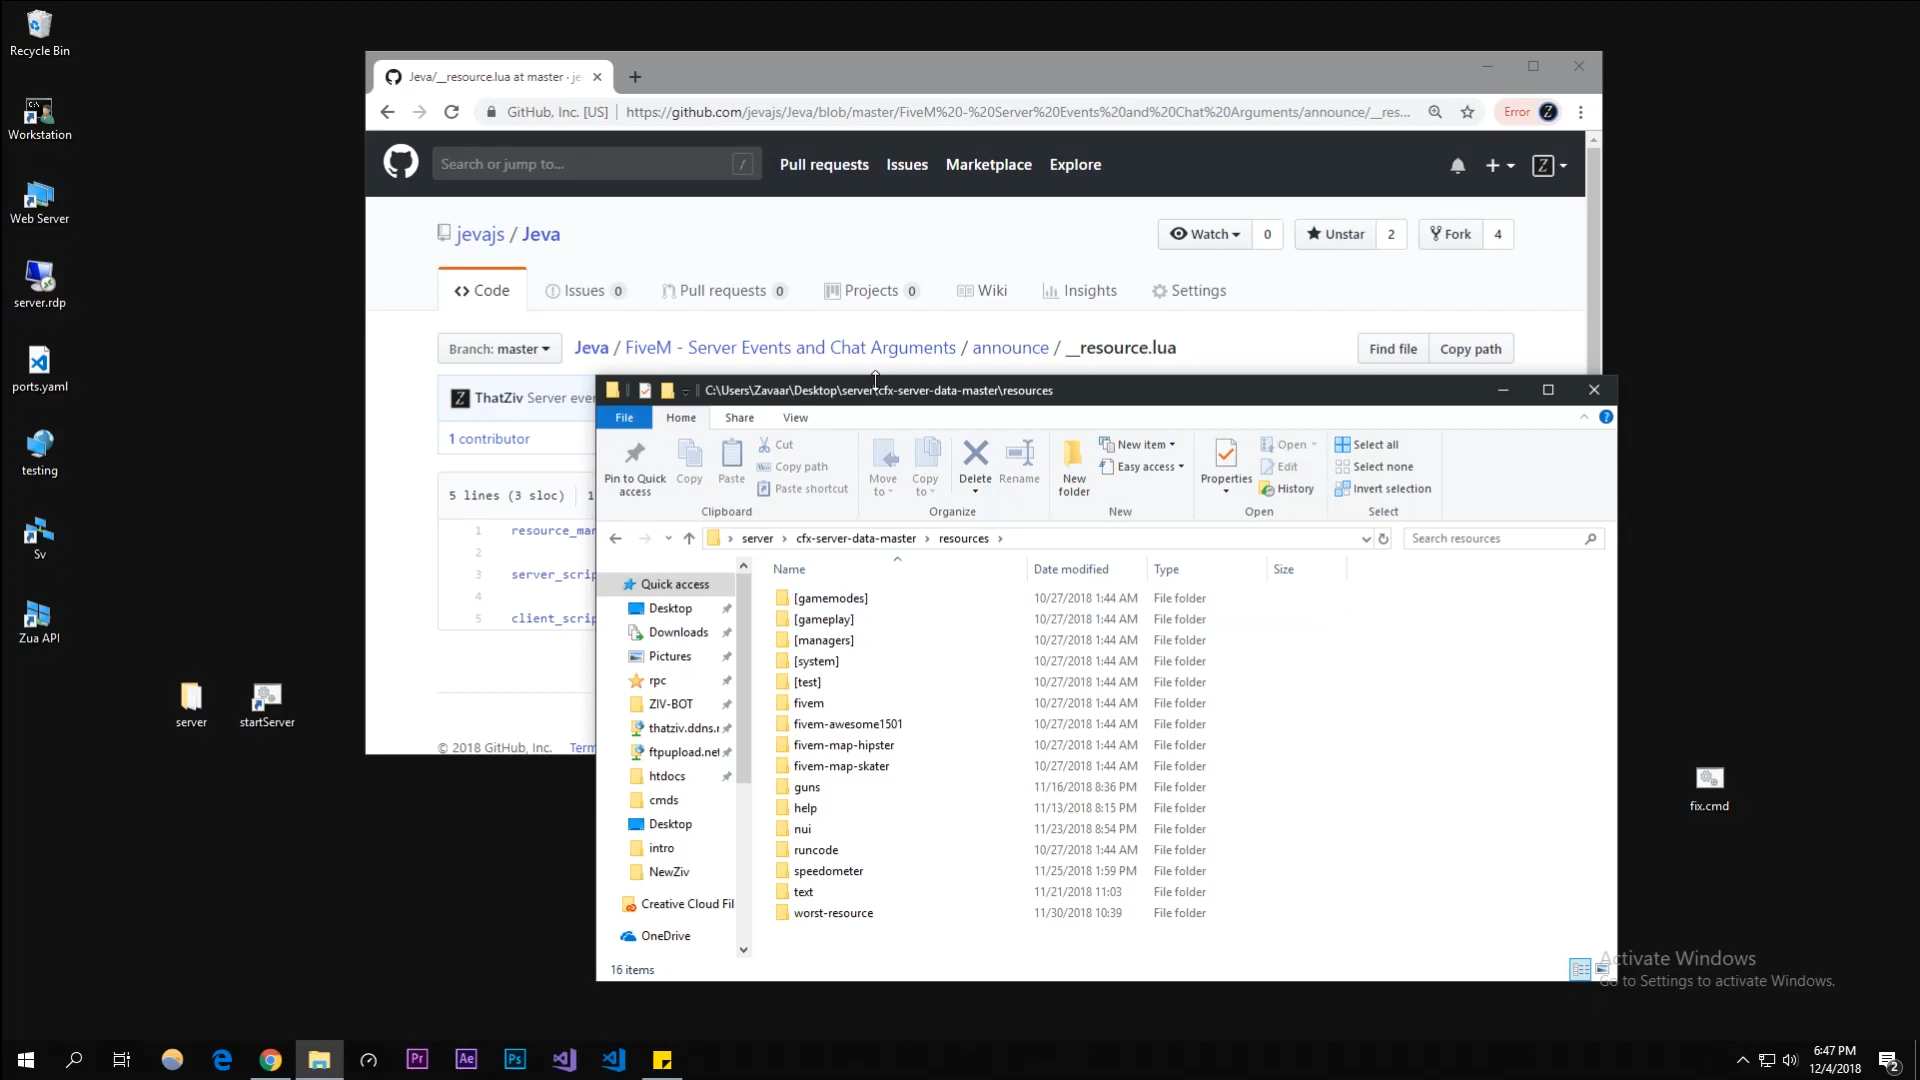 Recycle Bin
Workstation
Web Server
server.rdp
ports.yaml
testing
Sv
Zua API
server
startServer
fix.cmd
Jeva/__resource.lua at master · je
GitHub, Inc. [US]
https://github.com/jevajs/Jeva/blob/master/FiveM%20-%20Server%20Events%20and%20Chat%20Arguments/announce/__res...
Error
Z
Search or jump to...
/
Pull requests
Issues
Marketplace
Explore
Z
jevajs / Jeva
Watch
0
Unstar
2
Fork
4
Code
Issues 0
Pull requests 0
Projects 0
Wiki
Insights
Settings
Branch: master
Jeva / FiveM - Server Events and Chat Arguments / announce / __resource.lua
Find file
Copy path
Z
ThatZiv Server ever
1 contributor
5 lines (3 sloc)
1
1 resource_mar
2
3 server_scrip
4
5 client_scrip
© 2018 GitHub, Inc. Term
C:\Users\Zavaar\Desktop\server\cfx-server-data-master\resources
File
Home
Share
View
Pin to Quick access
Copy
Paste
Cut
Copy path
Paste shortcut
Clipboard
Move to
Copy to
Delete
Rename
Organize
New folder
New item
Easy access
New
Properties
Open
Edit
History
Open
Select all
Select none
Invert selection
Select
server
cfx-server-data-master
resources
Search resources
Quick access
Desktop
Downloads
Pictures
rpc
ZIV-BOT
thatziv.ddns.r
ftpupload.net
htdocs
cmds
Desktop
intro
NewZiv
Creative Cloud Fil
OneDrive
Name Date modified Type Size
[gamemodes] 10/27/2018 1:44 AM File folder
[gameplay] 10/27/2018 1:44 AM File folder
[managers] 10/27/2018 1:44 AM File folder
[system] 10/27/2018 1:44 AM File folder
[test] 10/27/2018 1:44 AM File folder
fivem 10/27/2018 1:44 AM File folder
fivem-awesome1501 10/27/2018 1:44 AM File folder
fivem-map-hipster 10/27/2018 1:44 AM File folder
fivem-map-skater 10/27/2018 1:44 AM File folder
guns 11/16/2018 8:36 PM File folder
help 11/13/2018 8:15 PM File folder
nui 11/23/2018 8:54 PM File folder
runcode 10/27/2018 1:44 AM File folder
speedometer 11/25/2018 1:59 PM File folder
text 11/21/2018 11:03 File folder
worst-resource 11/30/2018 10:39 File folder
16 items
Activate Windows
Go to Settings to activate Windows.
Pr
Ae
Ps
6:47 PM
12/4/2018
2